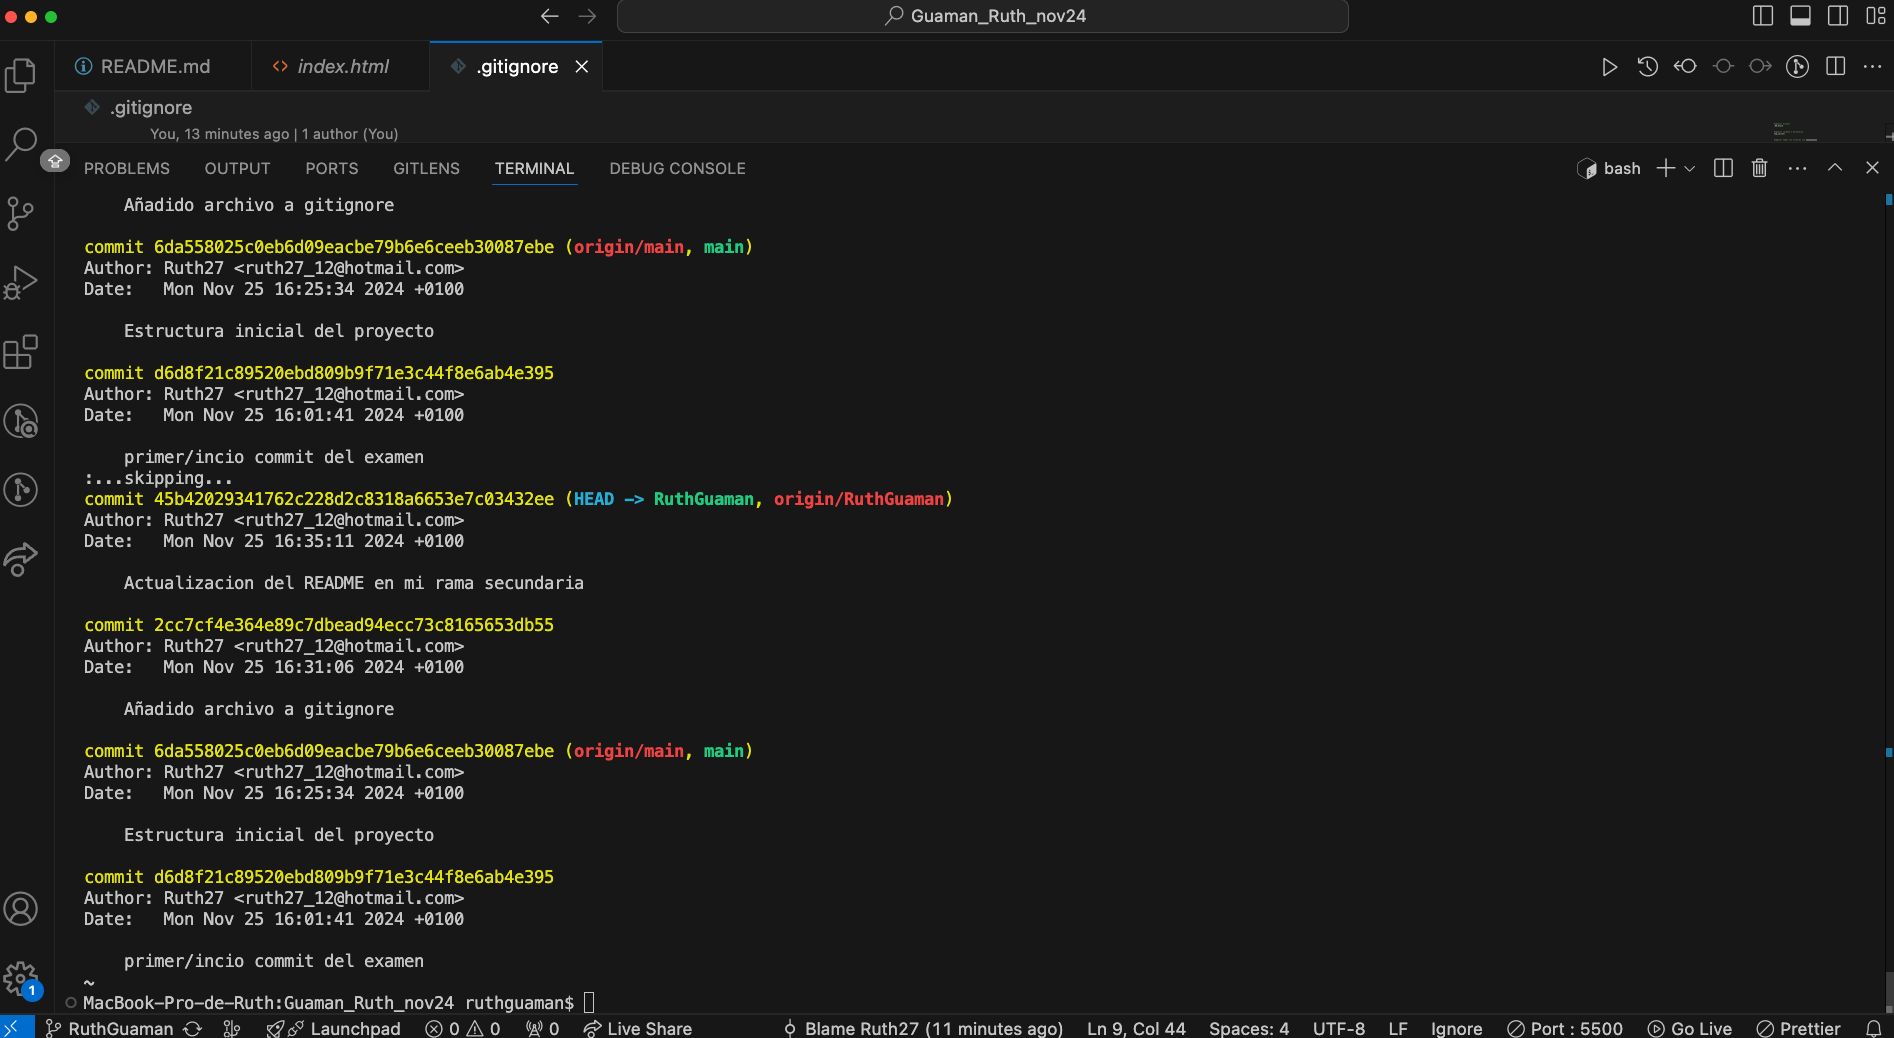 Guaman_Ruth_nov24
README.md
index.html
.gitignore
.gitignore
You, 13 minutes ago | 1 author (You)
PROBLEMS OUTPUT PORTS GITLENS TERMINAL DEBUG CONSOLE
bash
Añadido archivo a gitignore
commit 6da558025c0eb6d09eacbe79b6e6ceeb30087ebe (origin/main, main)
Author: Ruth27 <ruth27_12@hotmail.com>
Date:   Mon Nov 25 16:25:34 2024 +0100
Estructura inicial del proyecto
commit d6d8f21c89520ebd809b9f71e3c44f8e6ab4e395
Author: Ruth27 <ruth27_12@hotmail.com>
Date:   Mon Nov 25 16:01:41 2024 +0100
primer/incio commit del examen
:...skipping...
commit 45b42029341762c228d2c8318a6653e7c03432ee (HEAD -> RuthGuaman, origin/RuthGuaman)
Author: Ruth27 <ruth27_12@hotmail.com>
Date:   Mon Nov 25 16:35:11 2024 +0100
Actualizacion del README en mi rama secundaria
commit 2cc7cf4e364e89c7dbead94ecc73c8165653db55
Author: Ruth27 <ruth27_12@hotmail.com>
Date:   Mon Nov 25 16:31:06 2024 +0100
Añadido archivo a gitignore
commit 6da558025c0eb6d09eacbe79b6e6ceeb30087ebe (origin/main, main)
Author: Ruth27 <ruth27_12@hotmail.com>
Date:   Mon Nov 25 16:25:34 2024 +0100
Estructura inicial del proyecto
commit d6d8f21c89520ebd809b9f71e3c44f8e6ab4e395
Author: Ruth27 <ruth27_12@hotmail.com>
Date:   Mon Nov 25 16:01:41 2024 +0100
primer/incio commit del examen
~
MacBook-Pro-de-Ruth:Guaman_Ruth_nov24 ruthguaman$
1
RuthGuaman Launchpad 0 0 0 Live Share Blame Ruth27 (11 minutes ago) Ln 9, Col 44 Spaces: 4 UTF-8 LF Ignore Port : 5500 Go Live Prettier